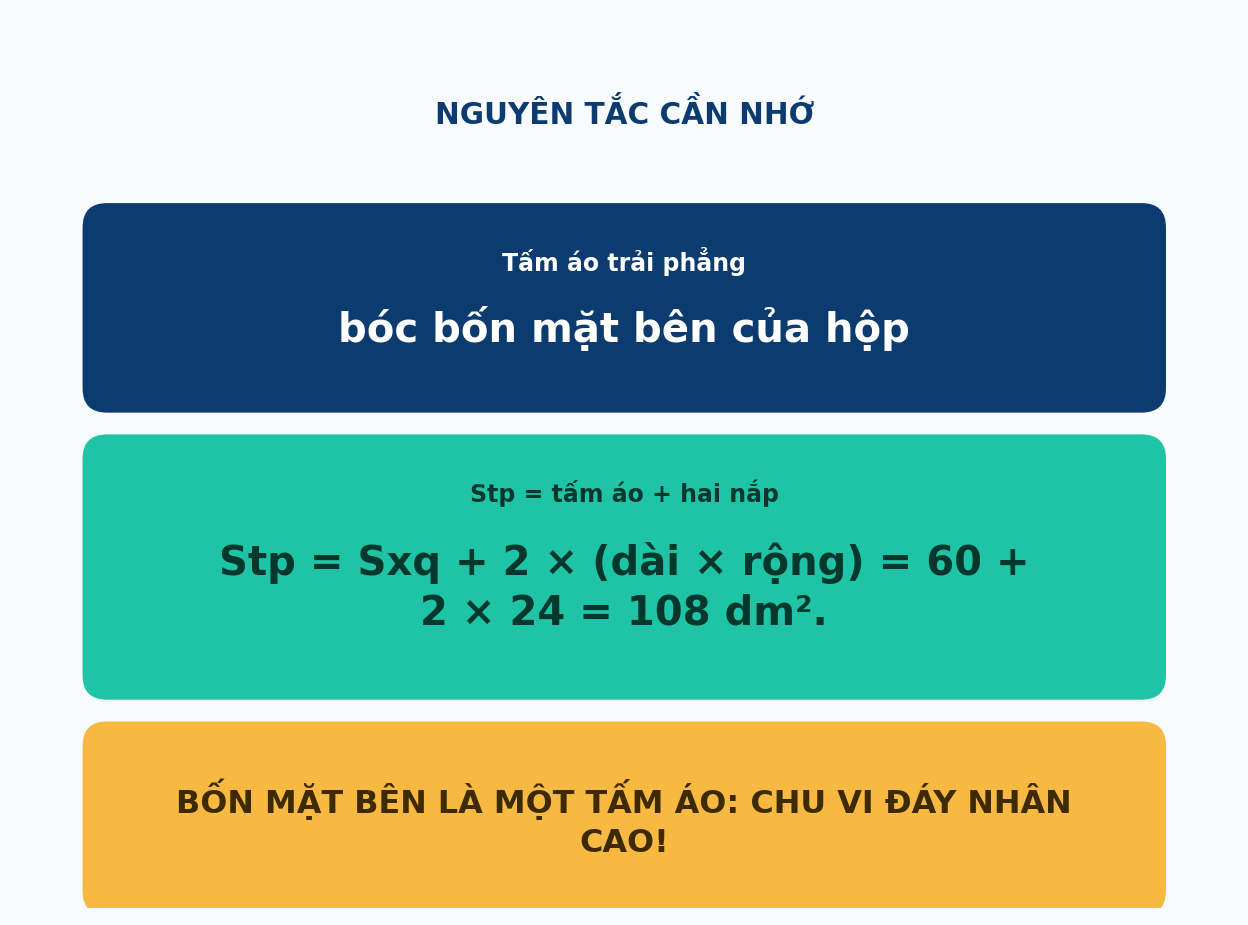 NGUYÊN TẮC CẦN NHỚ
Tấm áo trải phẳng
bóc bốn mặt bên của hộp
Stp = tấm áo + hai nắp
Stp = Sxq + 2 × (dài × rộng) = 60 +
2 × 24 = 108 dm².
BỐN MẶT BÊN LÀ MỘT TẤM ÁO: CHU VI ĐÁY NHÂN
CAO!